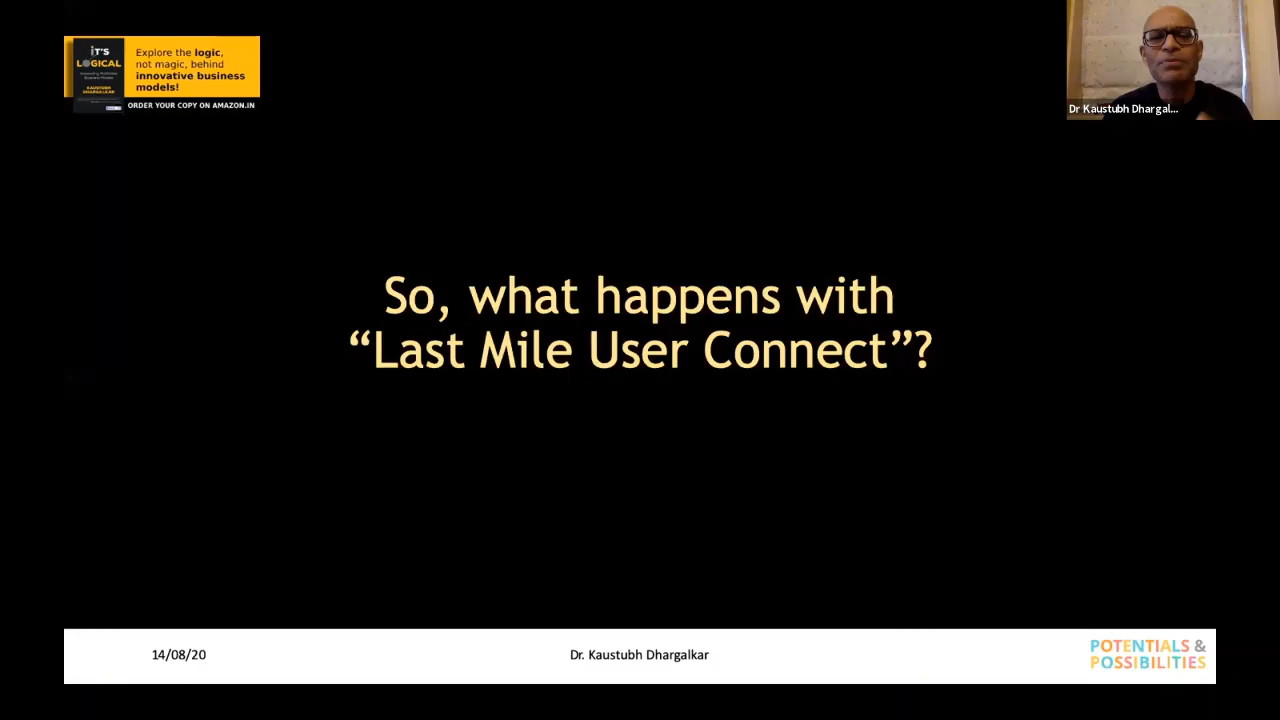 iT'S
LOGICAL
KAUSTUBH
DHARGALKAR
Explore the logic,
not magic, behind
innovative business
models!
ORDER YOUR COPY ON AMAZON.IN
Dr Kaustubh Dhargal...
So, what happens with
“Last Mile User Connect”?
14/08/20
Dr. Kaustubh Dhargalkar
POTENTIALS &
POSSIBILITIES